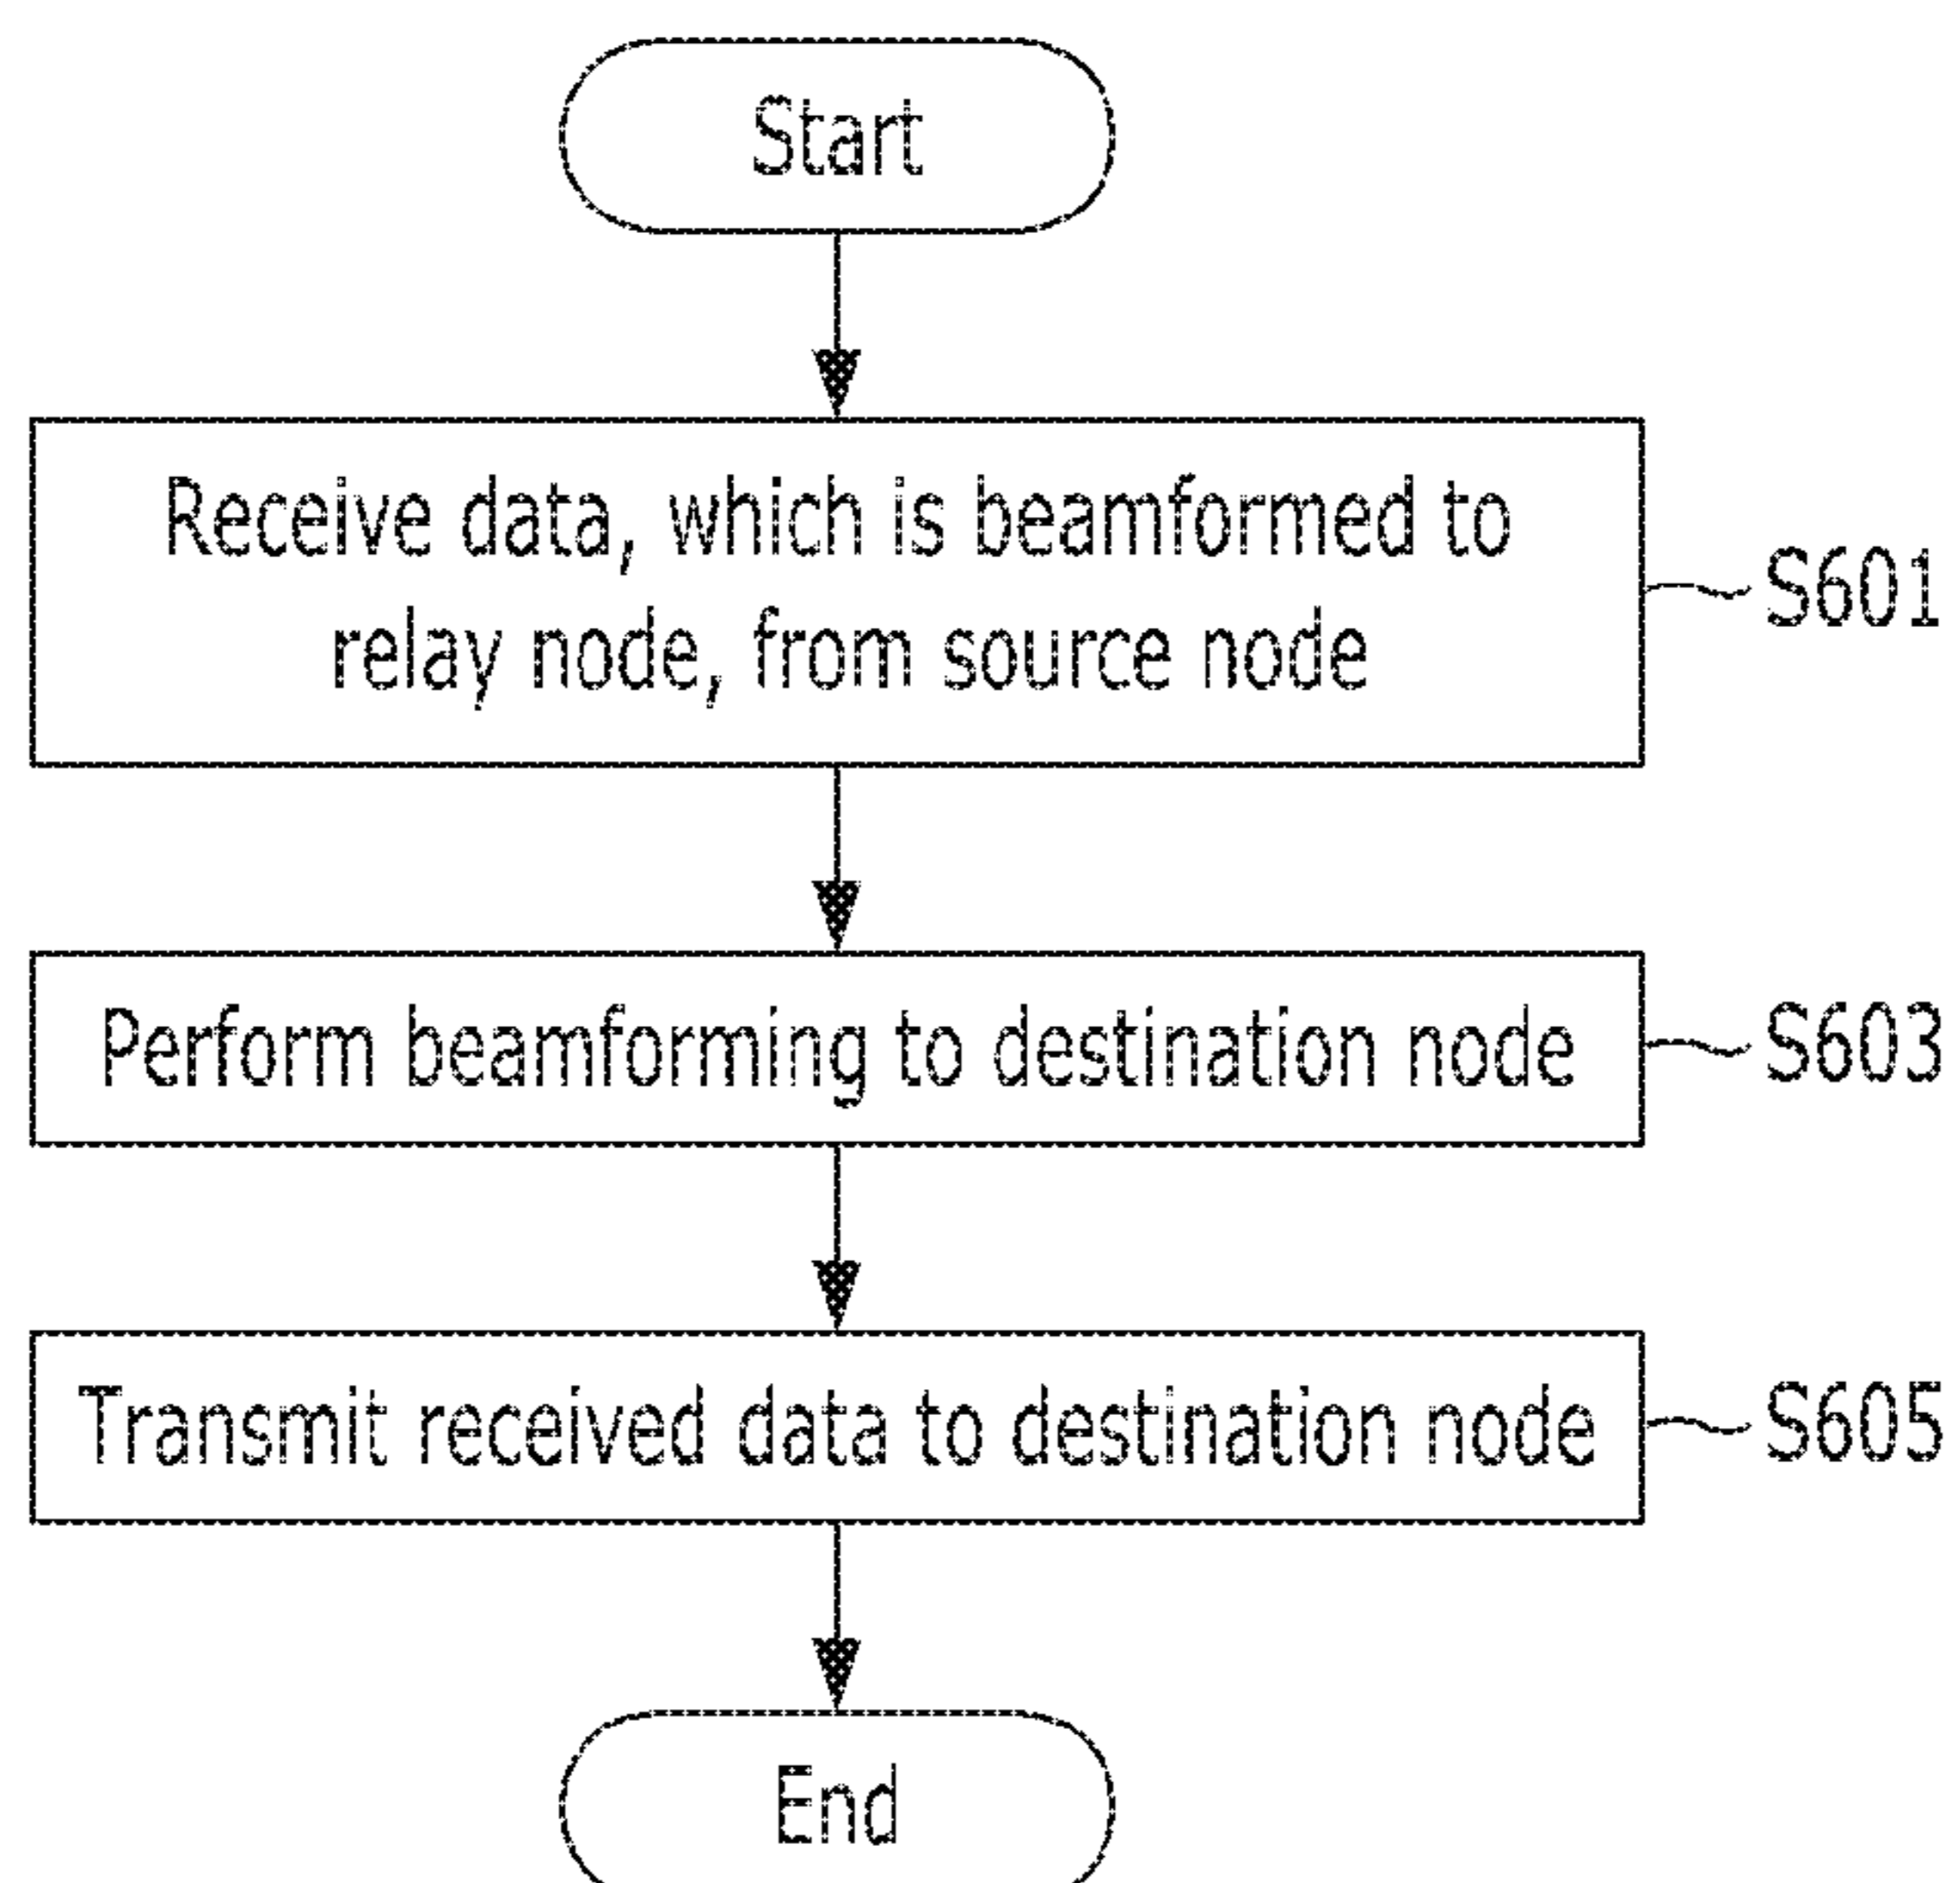 Start
Receive data, which is beamformed to
relay node, from source node
S601
Perform beamforming to destination node
S603
Transmit received data to destination node
S605
End